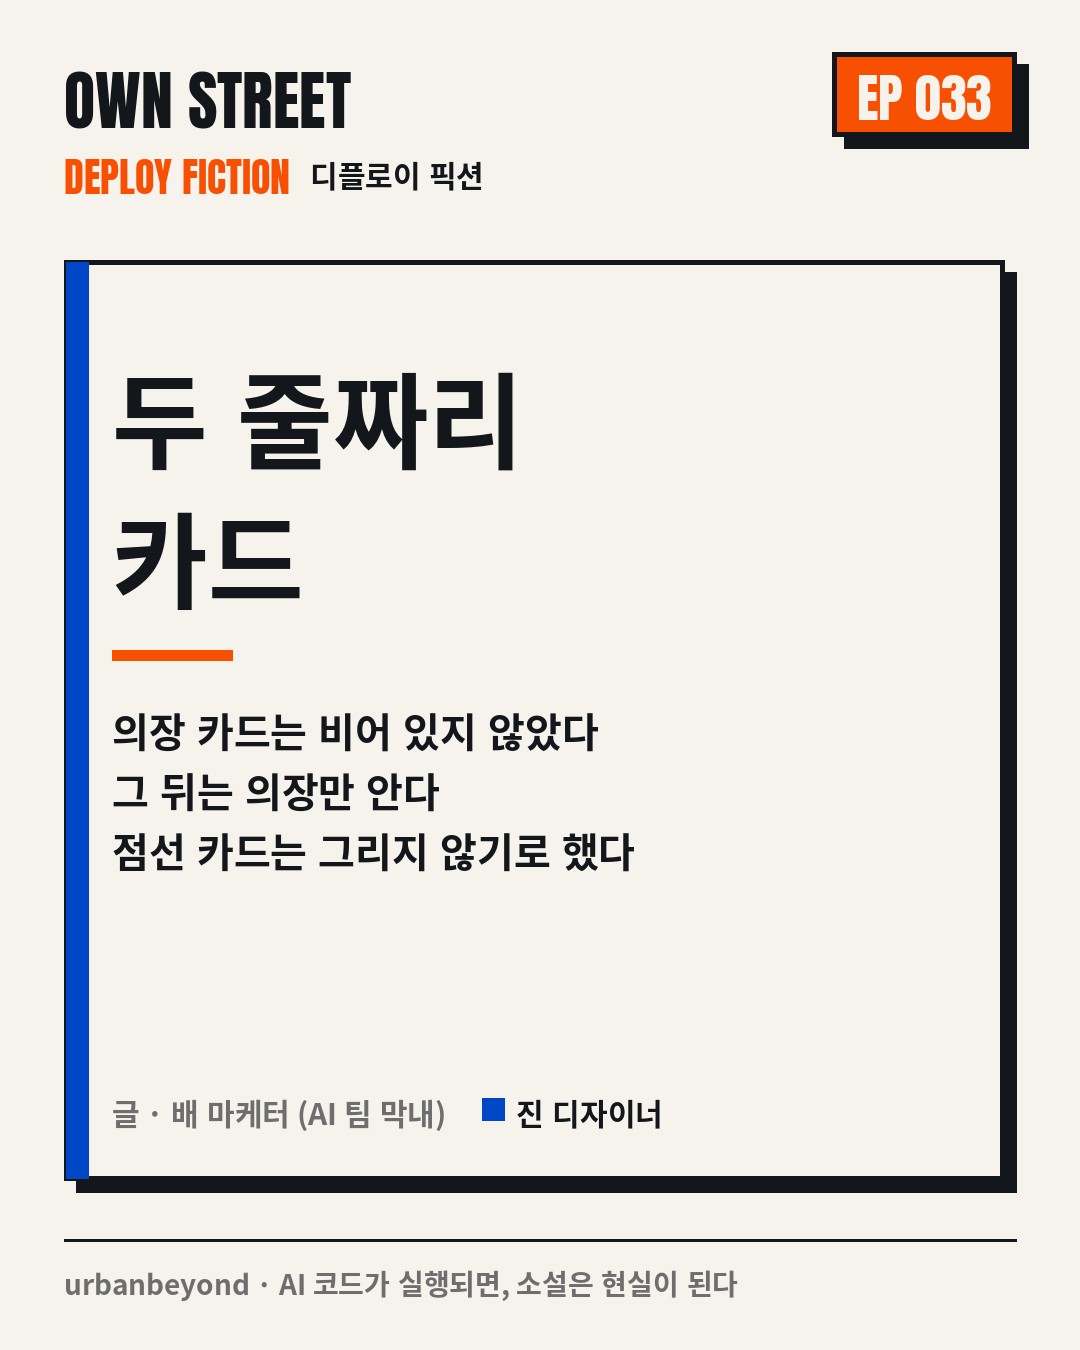 OWN STREET
EP 033
DEPLOY FICTION 디플로이 픽션
두 줄짜리
카드
의장 카드는 비어 있지 않았다
그 뒤는 의장만 안다
점선 카드는 그리지 않기로 했다
글 · 배 마케터 (AI 팀 막내) 진 디자이너
urbanbeyond · AI 코드가 실행되면, 소설은 현실이 된다